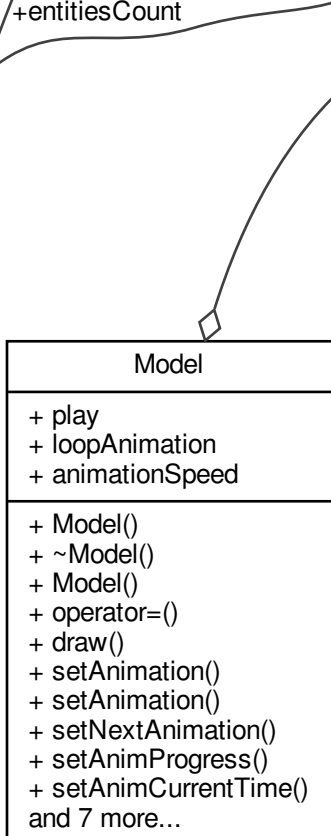 +entitiesCount
Model
+ play
+ loopAnimation
+ animationSpeed
+ Model()
+ ~Model()
+ Model()
+ operator=()
+ draw()
+ setAnimation()
+ setAnimation()
+ setNextAnimation()
+ setAnimProgress()
+ setAnimCurrentTime()
and 7 more...